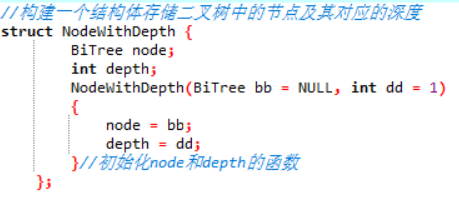 //构建一个结构体存储二叉树中的节点及其对应的深度
struct NodeWithDepth {
BiTree node;
int depth;
NodeWithDepth(BiTree bb = NULL, int dd = 1)
{
node = bb;
depth = dd;
}//初始化node和depth的函数
};